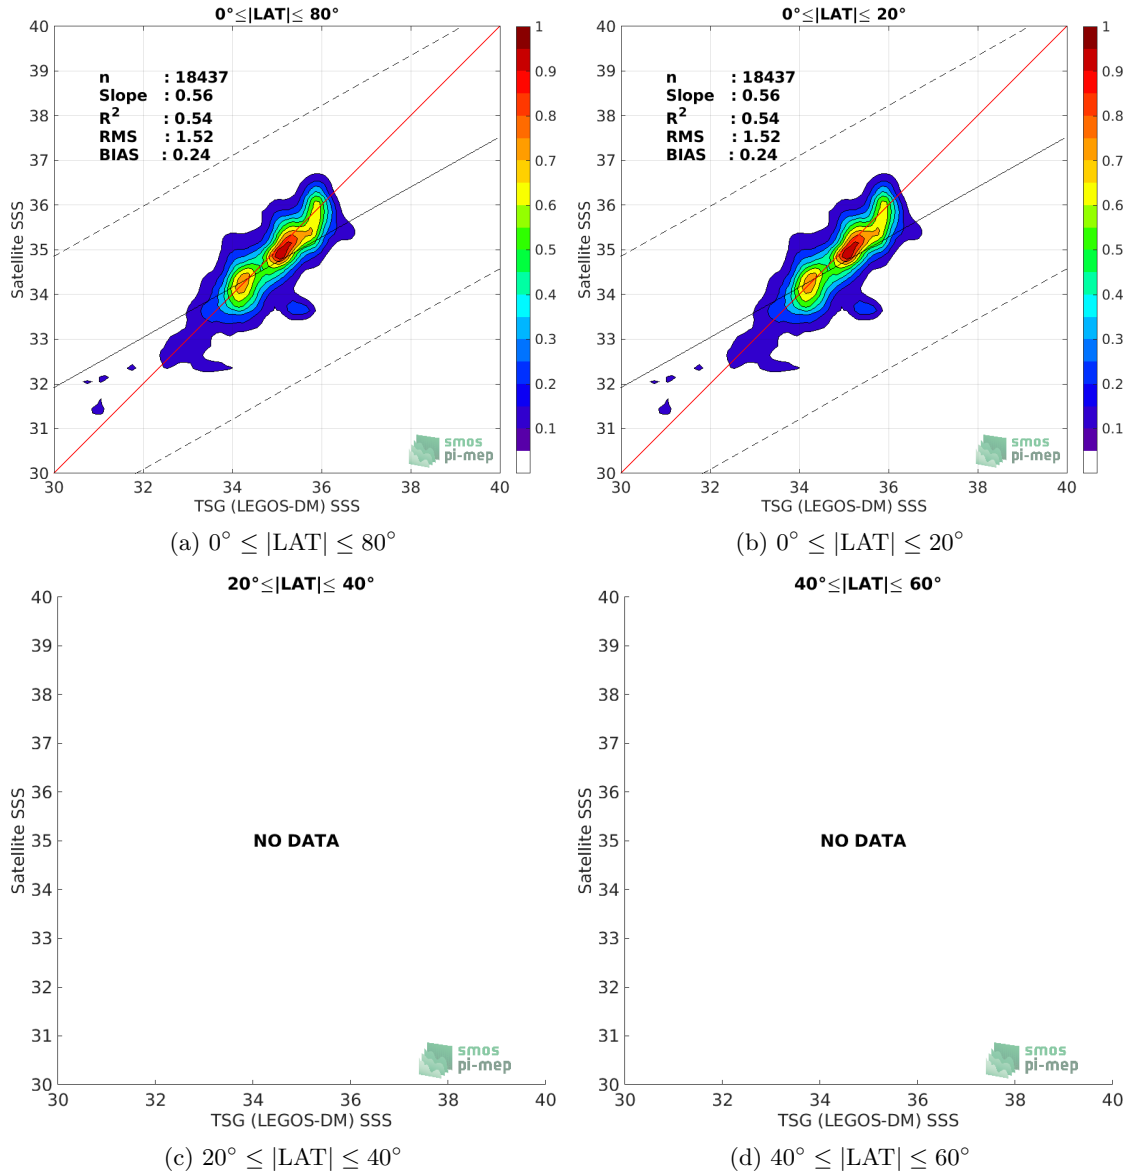 0°≤|LAT|≤ 80°
n : 18437
Slope : 0.56
R² : 0.54
RMS : 1.52
BIAS : 0.24
40
39
38
37
36
35
34
33
32
31
30
Satellite SSS
30 32 34 36 38 40
TSG (LEGOS-DM) SSS
1
0.9
0.8
0.7
0.6
0.5
0.4
0.3
0.2
0.1
smos
pi-mep
(a) 0° ≤ |LAT| ≤ 80°
0°≤|LAT|≤ 20°
n : 18437
Slope : 0.56
R² : 0.54
RMS : 1.52
BIAS : 0.24
40
39
38
37
36
35
34
33
32
31
30
Satellite SSS
30 32 34 36 38 40
TSG (LEGOS-DM) SSS
1
0.9
0.8
0.7
0.6
0.5
0.4
0.3
0.2
0.1
smos
pi-mep
(b) 0° ≤ |LAT| ≤ 20°
20°≤|LAT|≤ 40°
40
39
38
37
36
35
34
33
32
31
30
Satellite SSS
NO DATA
30 32 34 36 38 40
TSG (LEGOS-DM) SSS
smos
pi-mep
(c) 20° ≤ |LAT| ≤ 40°
40°≤|LAT|≤ 60°
40
39
38
37
36
35
34
33
32
31
30
Satellite SSS
NO DATA
30 32 34 36 38 40
TSG (LEGOS-DM) SSS
smos
pi-mep
(d) 40° ≤ |LAT| ≤ 60°